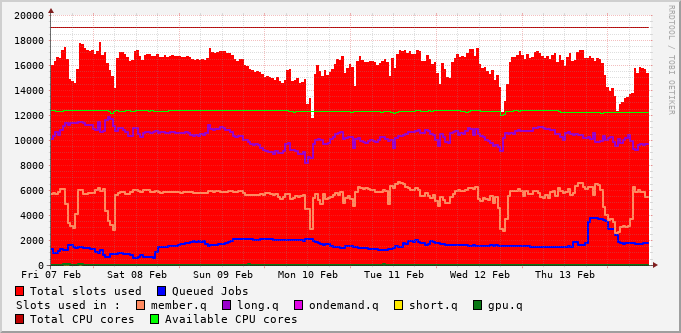 20000
18000
16000
14000
12000
10000
8000
6000
4000
2000
0
Fri 07 Feb Sat 08 Feb Sun 09 Feb Mon 10 Feb Tue 11 Feb Wed 12 Feb Thu 13 Feb
Total slots used Queued Jobs
Slots used in : member.q long.q ondemand.q short.q gpu.q
Total CPU cores Available CPU cores
RRDTOOL / TOBI OETIKER